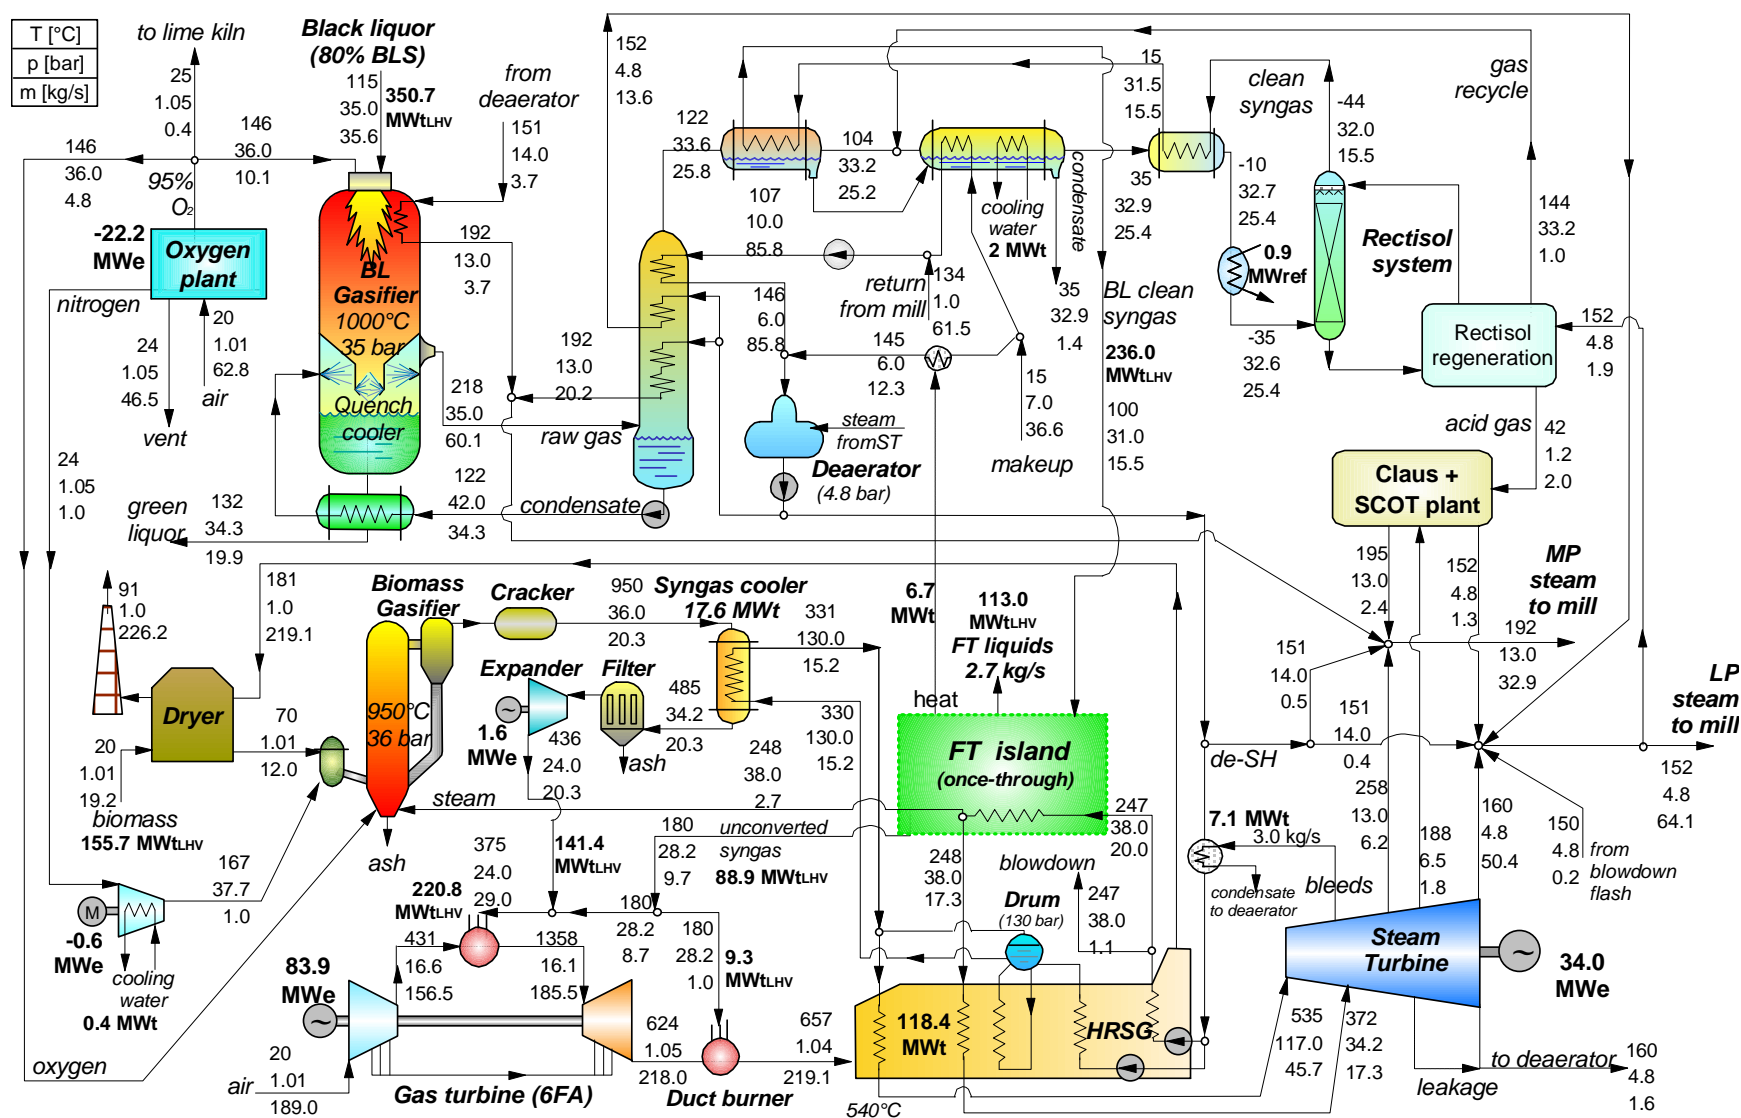 T [°C]
p [bar]
m [kg/s]
to lime kiln
25
1.05
0.4
Black liquor
(80% BLS)
115
35.0
35.6
350.7
MWtLHV
from
deaerator
151
14.0
3.7
152
4.8
13.6
15
31.5
15.5
clean
syngas
gas
recycle
-44
32.0
15.5
146
36.0
4.8
95%
O2
146
36.0
10.1
122
33.6
25.8
104
33.2
25.2
107
10.0
85.8
cooling
water
2 MWt
condensate
35
32.9
25.4
-10
32.7
25.4
0.9
MWref
Rectisol
system
144
33.2
1.0
-22.2
MWe
Oxygen
plant
nitrogen
BL
Gasifier
1000°C
35 bar
192
13.0
3.7
20
1.01
62.8
air
24
1.05
46.5
vent
Quench
cooler
218
35.0
60.1
192
13.0
20.2
raw gas
146
6.0
85.8
return
from mill
134
1.0
61.5
145
6.0
12.3
35
32.9
1.4
BL clean
syngas
236.0
MWtLHV
100
31.0
15.5
-35
32.6
25.4
Rectisol
regeneration
152
4.8
1.9
acid gas
42
1.2
2.0
15
7.0
36.6
makeup
steam
fromST
Deaerator
(4.8 bar)
Claus +
SCOT plant
24
1.05
1.0
green
liquor
132
34.3
19.9
122
42.0
34.3
condensate
195
13.0
2.4
152
4.8
1.3
MP
steam
to mill
192
13.0
32.9
91
1.0
226.2
181
1.0
219.1
Biomass
Gasifier
Cracker
950
36.0
20.3
Syngas cooler
17.6 MWt
331
130.0
15.2
6.7
MWt
113.0
MWtLHV
FT liquids
2.7 kg/s
heat
151
14.0
0.5
LP
steam
to mill
Dryer
20
1.01
19.2
biomass
155.7 MWtLHV
70
1.01
12.0
950°C
36 bar
Expander
1.6
MWe
Filter
485
34.2
20.3
ash
436
24.0
20.3
248
38.0
2.7
330
130.0
15.2
FT island
(once-through)
de-SH
151
14.0
0.4
152
4.8
64.1
258
13.0
6.2
160
4.8
50.4
188
6.5
1.8
150
4.8
0.2
from
blowdown
flash
steam
ash
7.1 MWt
3.0 kg/s
bleeds
condensate
to deaerator
167
37.7
1.0
375
24.0
29.0
141.4
MWtLHV
180
28.2
9.7
unconverted
syngas
88.9 MWtLHV
247
38.0
20.0
blowdown
248
38.0
17.3
247
38.0
1.1
Drum
(130 bar)
M
-0.6
MWe
cooling
water
0.4 MWt
220.8
MWtLHV
431
16.6
156.5
1358
16.1
185.5
180
28.2
8.7
180
28.2
1.0
9.3
MWtLHV
83.9
MWe
Steam
Turbine
34.0
MWe
624
1.05
218.0
657
1.04
219.1
118.4
MWt
HRSG
535
117.0
45.7
372
34.2
17.3
oxygen
air
20
1.01
189.0
Gas turbine (6FA)
Duct burner
540°C
leakage
to deaerator
160
4.8
1.6